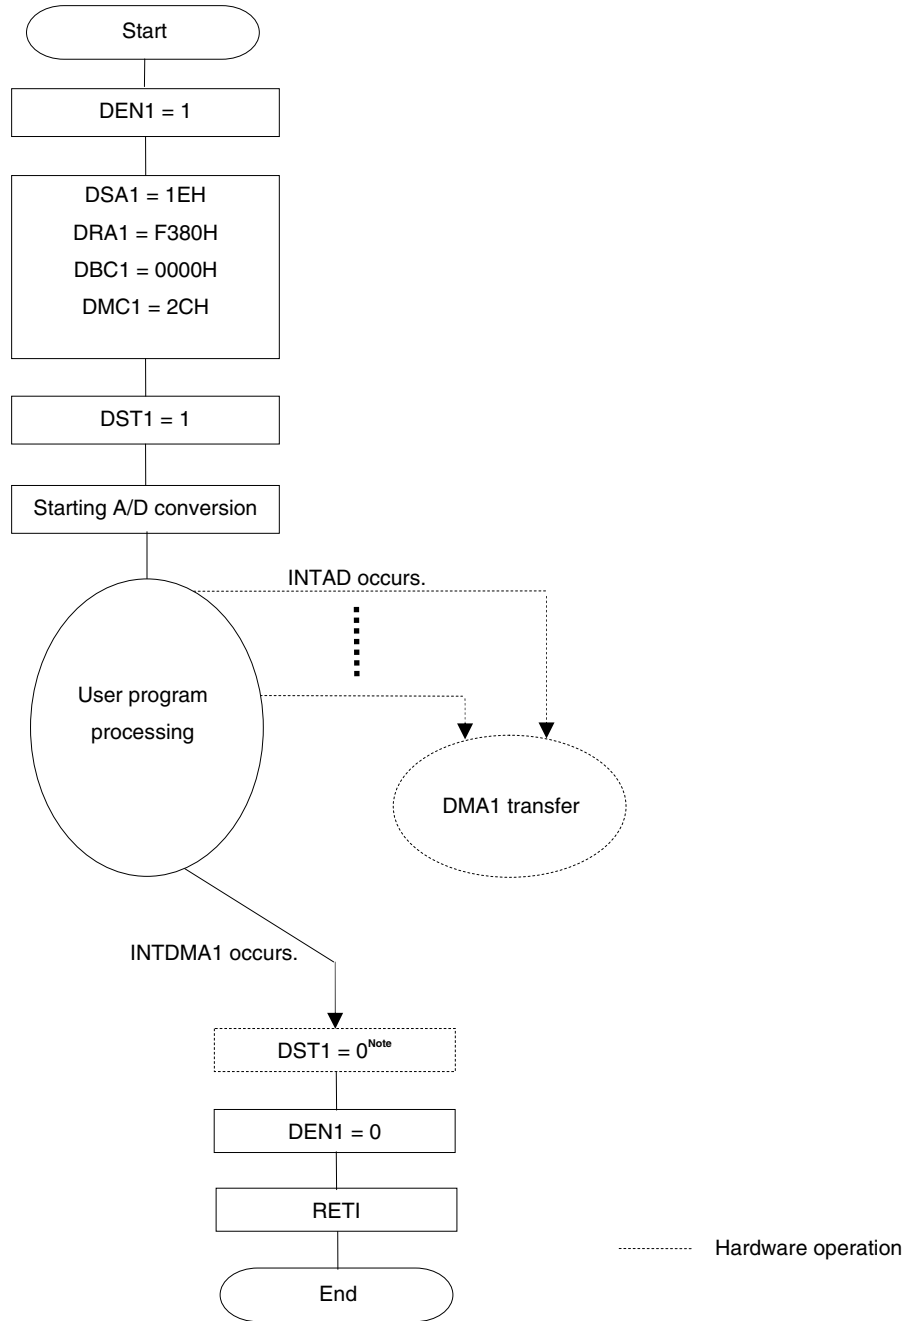 Start
DEN1 = 1
DSA1 = 1EH
DRA1 = F380H
DBC1 = 0000H
DMC1 = 2CH
DST1 = 1
Starting A/D conversion
INTAD occurs.
User program
processing
DMA1 transfer
INTDMA1 occurs.
DST1 = 0Note
DEN1 = 0
RETI
Hardware operation
End